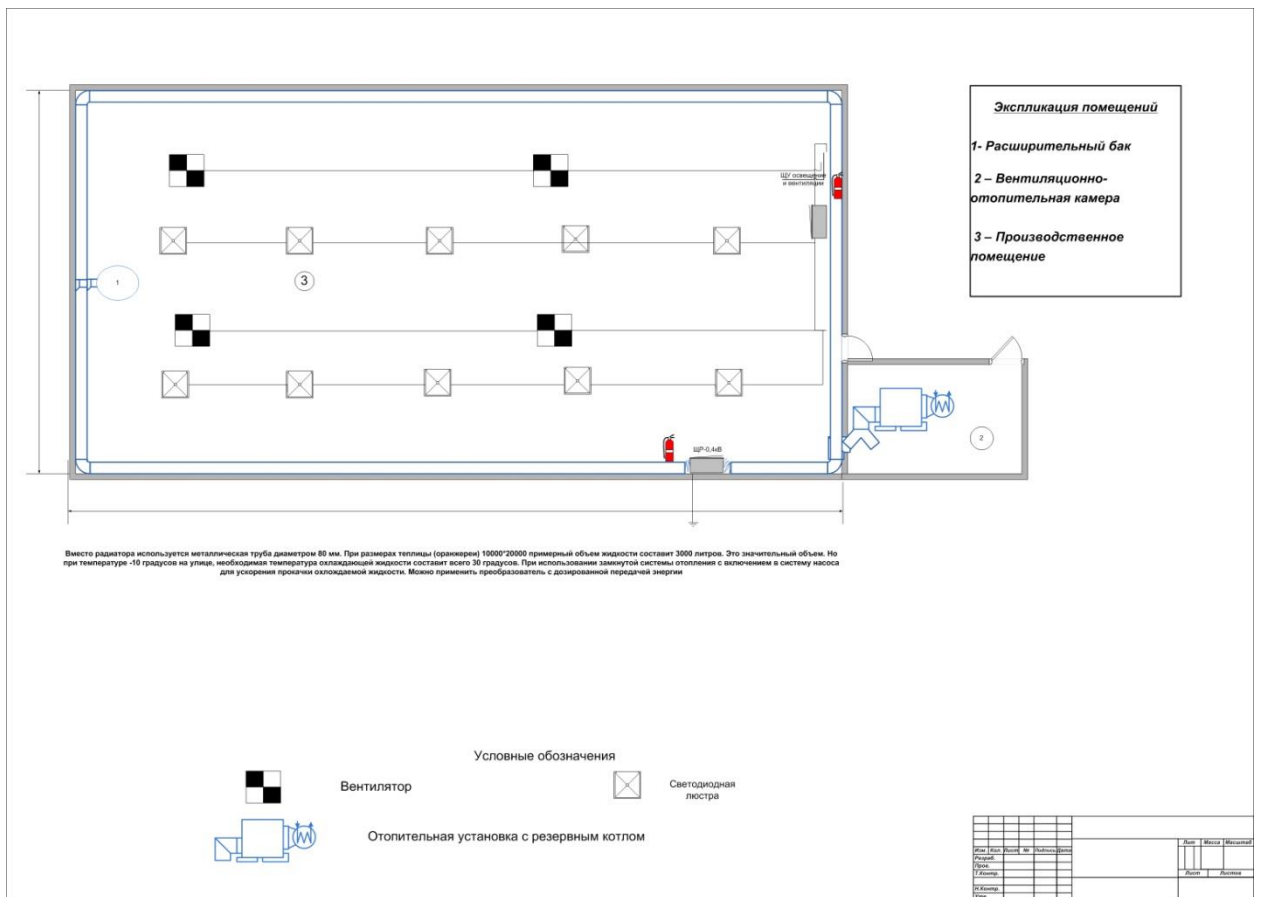 Экспликация помещений
1- Расширительный бак
2 – Вентиляционно-
отопительная камера
3 – Производственное
помещение
ЩУ освещения
и вентиляции
1
3
2
ЩР-0,4кВ
Вместо радиатора используется металлическая труба диаметром 80 мм. При размерах теплицы (оранжереи) 10000*20000 примерный объем жидкости составит 3000 литров. Это значительный объем. Но
при температуре -10 градусов на улице, необходимая температура охлаждающей жидкости составит всего 30 градусов. При использовании замкнутой системы отопления с включением в систему насоса
для ускорения прокачки охлождаемой жидкости. Можно применить преобразователь с дозированной передачей энергии
Условные обозначения
Вентилятор
Светодиодная
люстра
Отопительная установка с резервным котлом
Лит Масса Масштаб
Изм Кол. Лист № Подпись Дата
Разраб.
Пров.
Т.Контр.
Лист Листов
Н.Контр.
Утв.